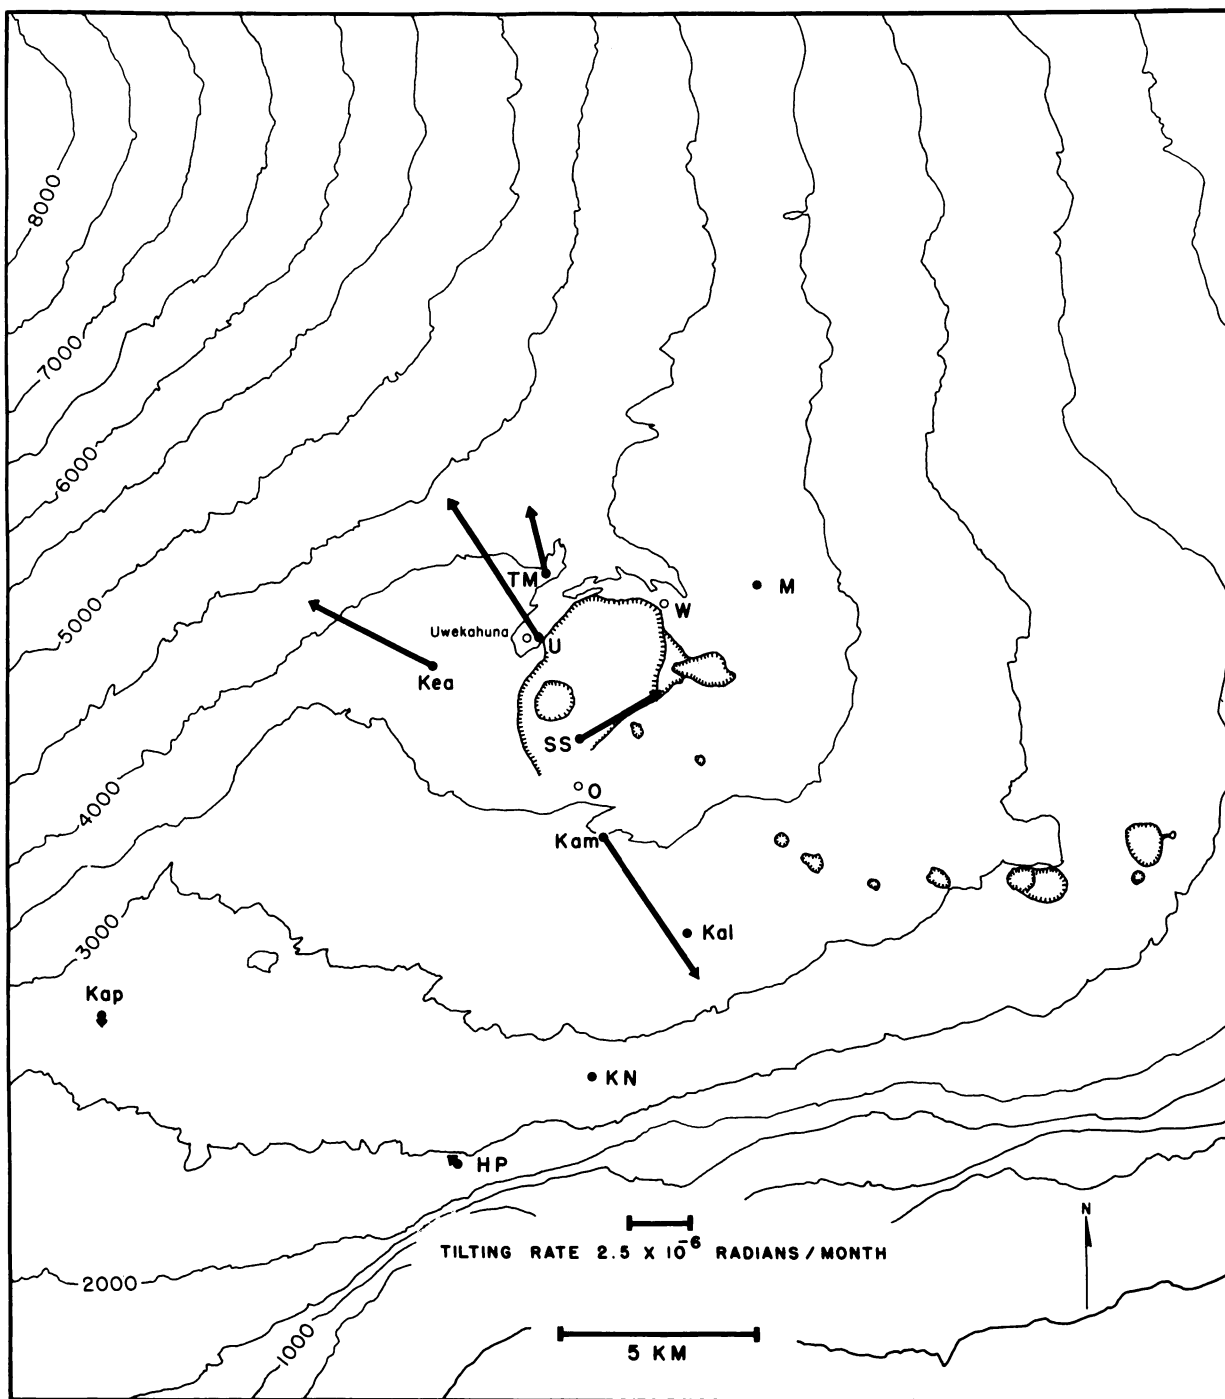 8000
7000
6000
5000
4000
3000
TM
M
W
Uwekahuna
U
Kea
SS
O
Kam
Kal
Kap
KN
HP
N
TILTING RATE 2.5 X 10⁻⁶ RADIANS/MONTH
2000
1000
5 KM